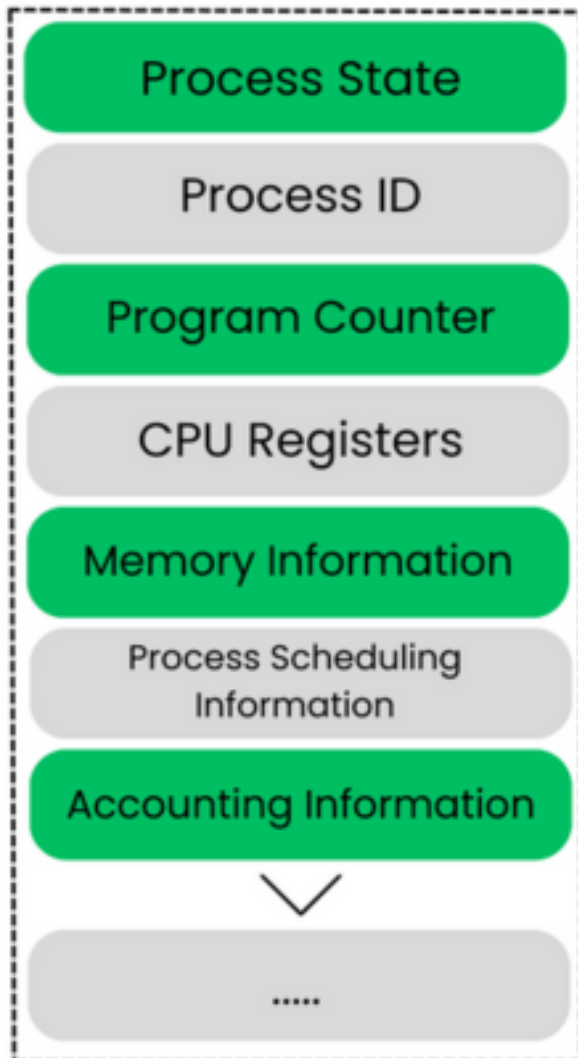 Process State
Process ID
Program Counter
CPU Registers
Memory Information
Process Scheduling
Information
Accounting Information
.....